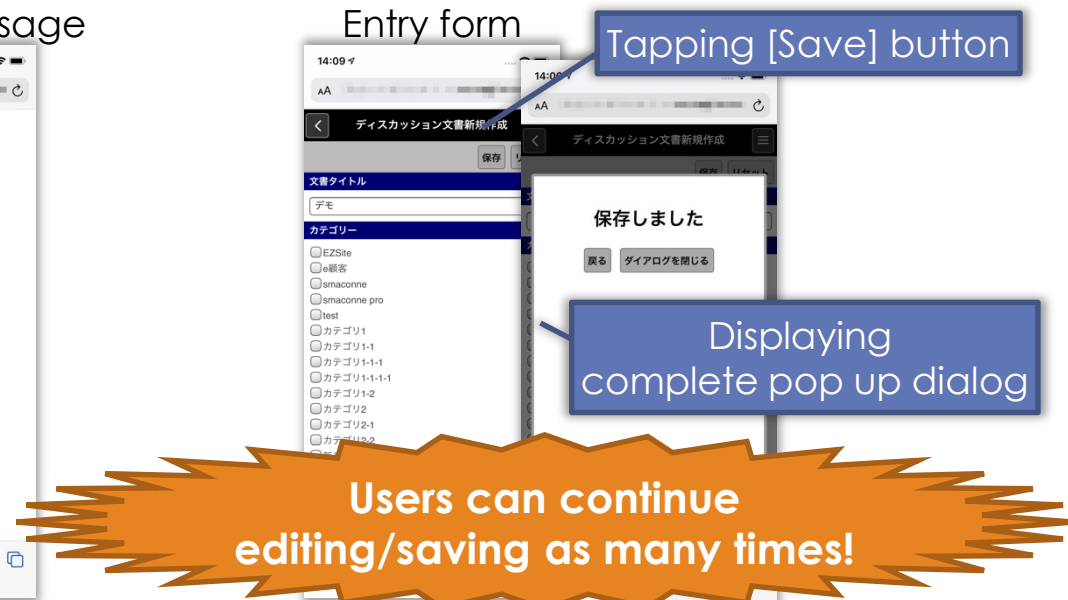 sage
Entry form
Tapping [Save] button
14:09
AA
ディスカッション文書新規作成
保存
文書タイトル
デモ
カテゴリー
EZSite
e顧客
smaconne
smaconne pro
test
カテゴリ1
カテゴリ1-1
カテゴリ1-1-1
カテゴリ1-1-1-1
カテゴリ1-2
カテゴリ2
カテゴリ2-1
カテゴリ2-2
AA
ディスカッション文書新規作成
保存 リセット
保存しました
戻る ダイアログを閉じる
Displaying
complete pop up dialog
Users can continue
editing/saving as many times!